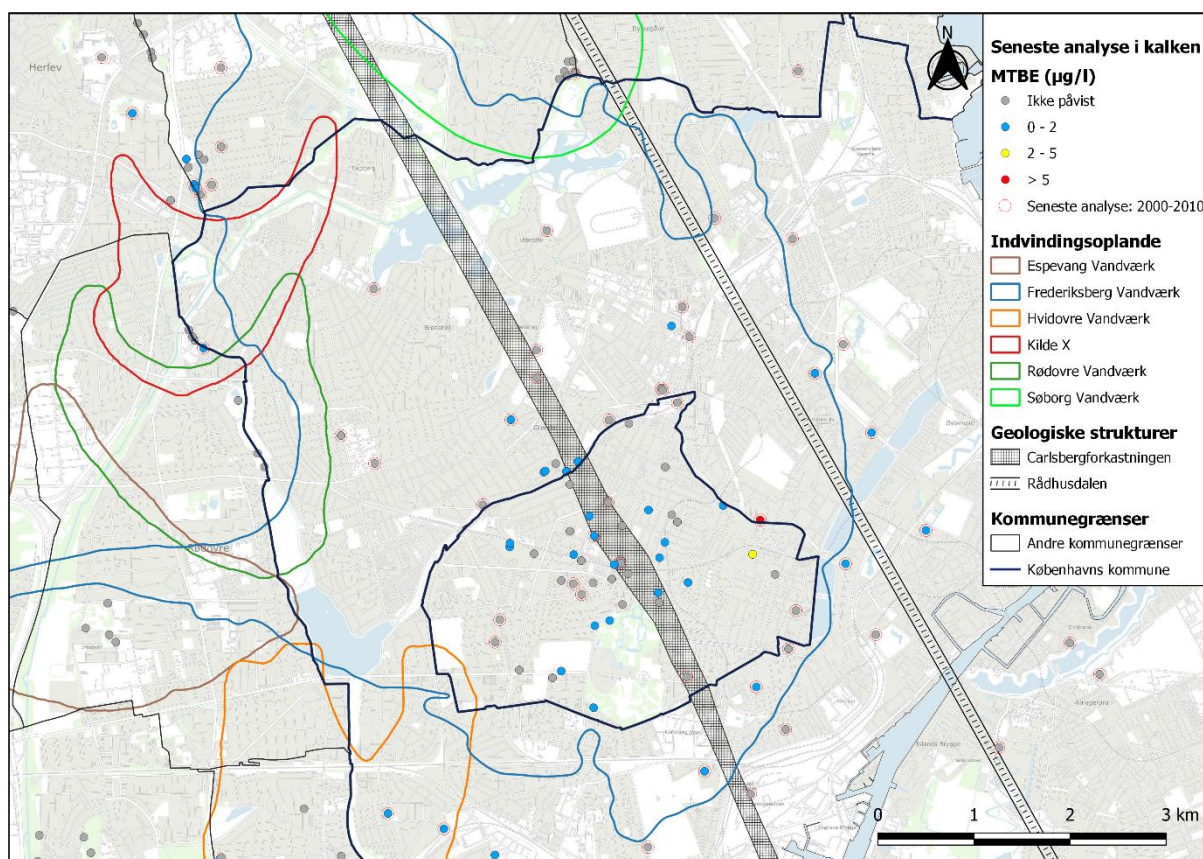 Seneste analyse i kalken
MTBE (µg/l)
Ikke påvist
0 - 2
2 - 5
> 5
Seneste analyse: 2000-2010
Indvindingsoplande
Espevang Vandværk
Frederiksberg Vandværk
Hvidovre Vandværk
Kilde X
Rødovre Vandværk
Søborg Vandværk
Geologiske strukturer
Carlsbergforkastningen
Rådhusdalen
Kommunegrænser
Andre kommunegrænser
Københavns kommune
N
Herlev
Islands Brygge
0 1 2 3 km